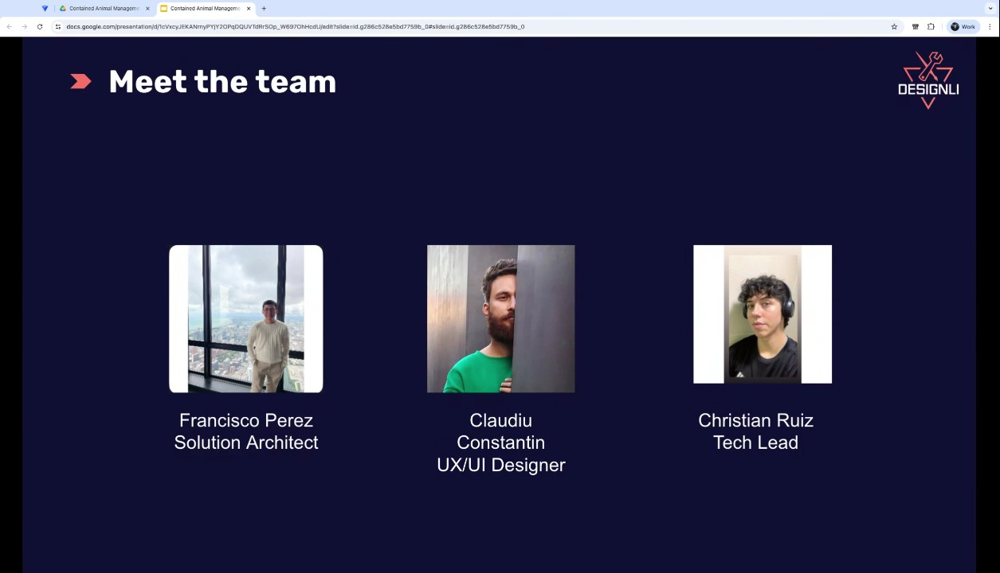 Contained Animal Manageme
Contained Animal Manageme
docs.google.com/presentation/d/1cVxcyJEKANrnyPYjY2OPqDQUVTdRrSOp_W697OhHcdU/edit?slide=id.g286c528e5bd7759b_0#slide=id.g286c528e5bd7759b_0
Work
Meet the team
DESIGNLI
Francisco Perez
Solution Architect
Claudiu
Constantin
UX/UI Designer
Christian Ruiz
Tech Lead